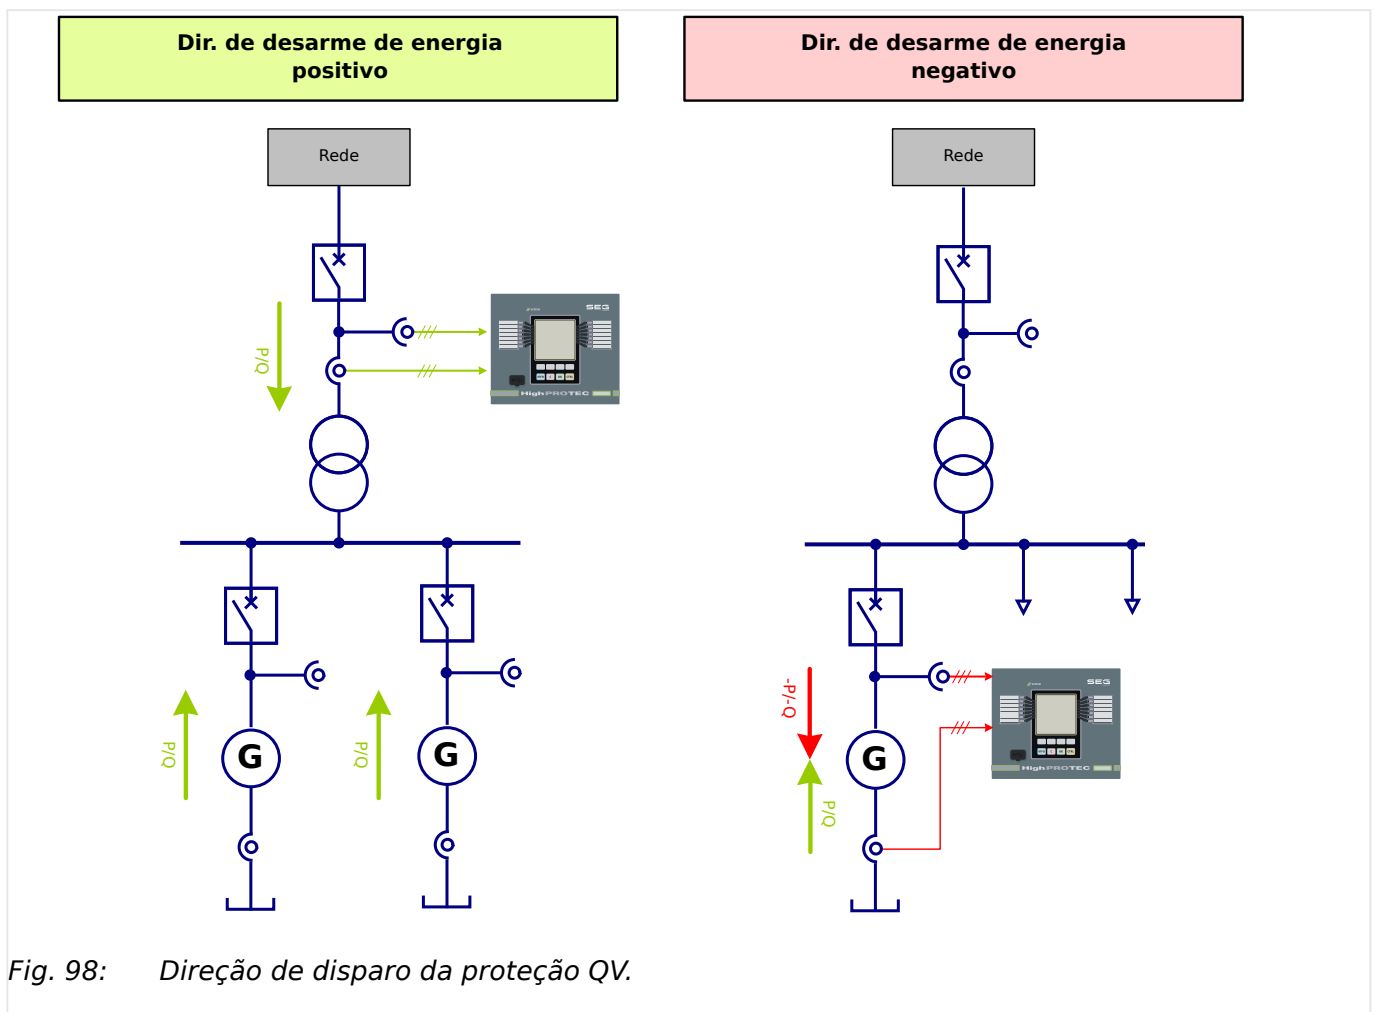 Dir. de desarme de energia
positivo
Dir. de desarme de energia
negativo
Rede
Rede
SEG
P/Q
HighPROTEC
P/Q
P/Q
G
G
SEG
-P/-Q
G
P/Q
HighPROTEC
Fig. 98: Direção de disparo da proteção QV.